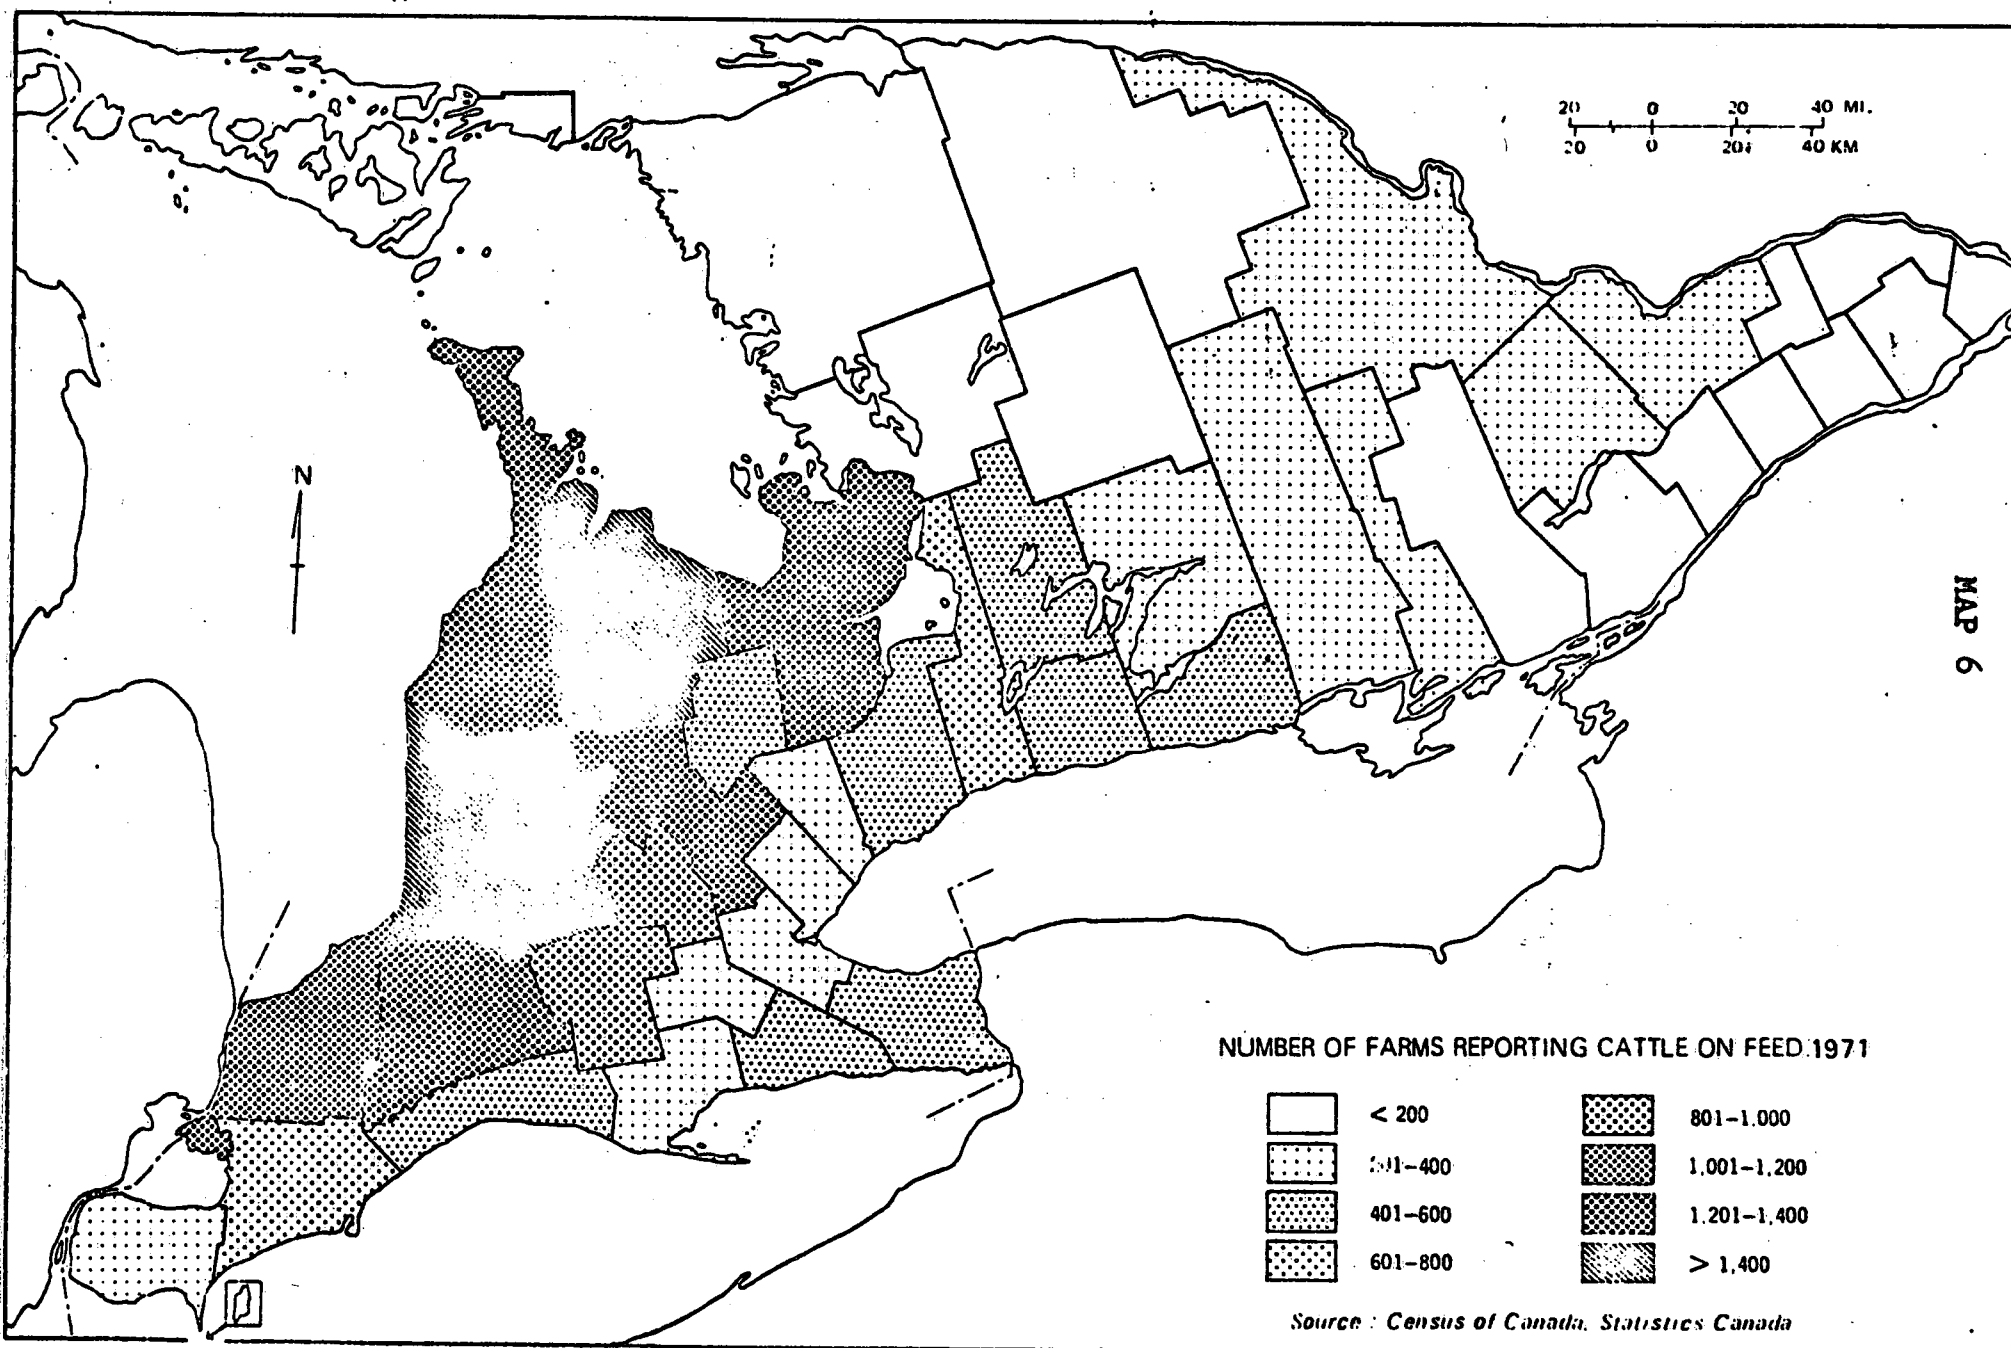 20 0 20 40 MI.
20 0 20 40 KM
N
MAP 6
NUMBER OF FARMS REPORTING CATTLE ON FEED 1971
< 200
801-1.000
-400
1,001-1,200
401-600
1,201-1,400
601-800
> 1,400
Source : Census of Canada, Statistics Canada